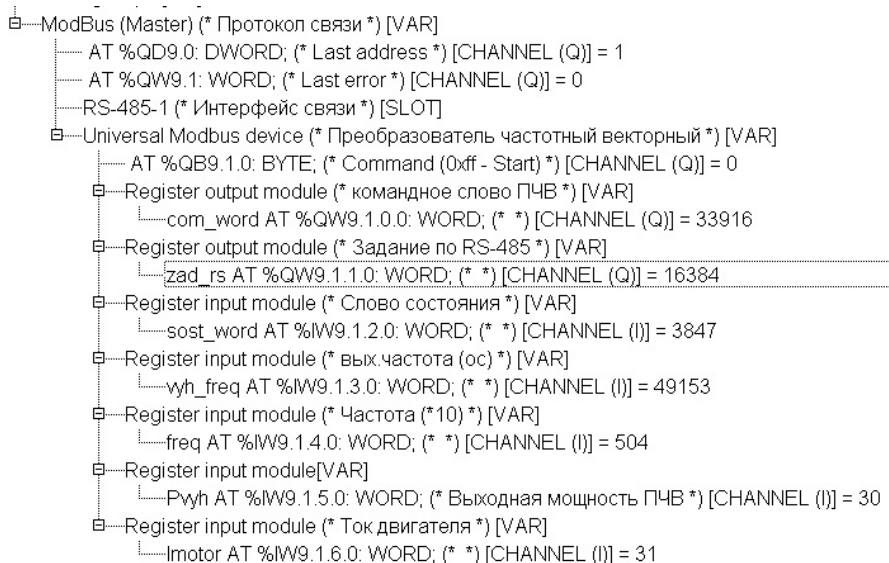 ModBus (Master) (* Протокол связи *) [VAR]
AT %QD9.0: DWORD; (* Last address *) [CHANNEL (Q)] = 1
AT %QW9.1: WORD; (* Last error *) [CHANNEL (Q)] = 0
RS-485-1 (* Интерфейс связи *) [SLOT]
Universal Modbus device (* Преобразователь частотный векторный *) [VAR]
AT %QB9.1.0: BYTE; (* Command (0xff - Start) *) [CHANNEL (Q)] = 0
Register output module (* командное слово ПЧВ *) [VAR]
com_word AT %QW9.1.0.0: WORD; (* *) [CHANNEL (Q)] = 33916
Register output module (* Задание по RS-485 *) [VAR]
zad_rs AT %QW9.1.1.0: WORD; (* *) [CHANNEL (Q)] = 16384
Register input module (* Слово состояния *) [VAR]
sost_word AT %IW9.1.2.0: WORD; (* *) [CHANNEL (I)] = 3847
Register input module (* вых.частота (ос) *) [VAR]
vyh_freq AT %IW9.1.3.0: WORD; (* *) [CHANNEL (I)] = 49153
Register input module (* Частота (*10) *) [VAR]
freq AT %IW9.1.4.0: WORD; (* *) [CHANNEL (I)] = 504
Register input module[VAR]
Pvyh AT %IW9.1.5.0: WORD; (* Выходная мощность ПЧВ *) [CHANNEL (I)] = 30
Register input module (* Ток двигателя *) [VAR]
Imotor AT %IW9.1.6.0: WORD; (* *) [CHANNEL (I)] = 31